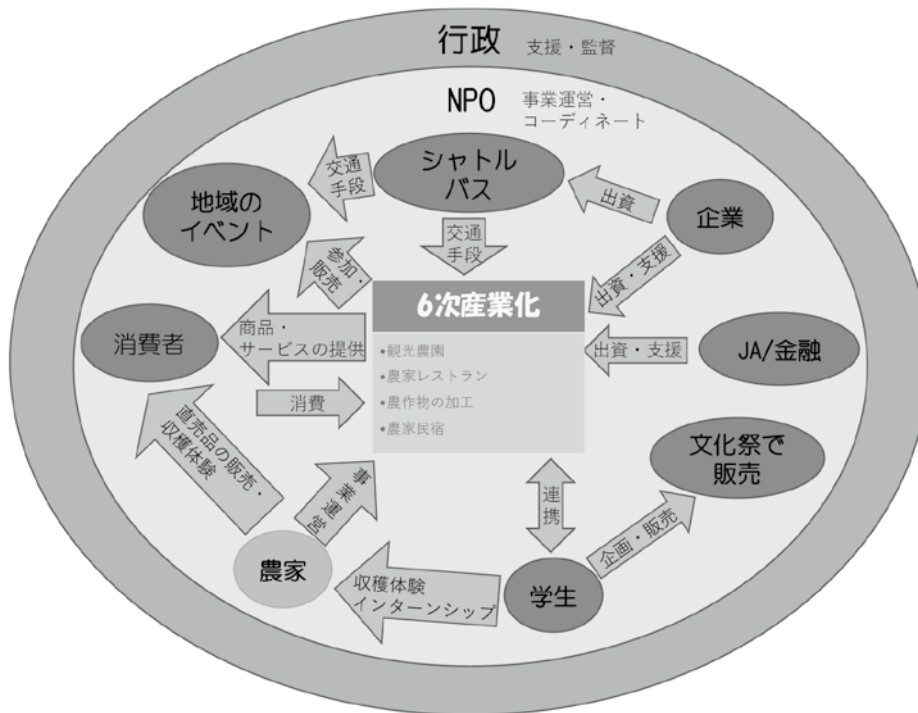 行政 支援・監督
NPO 事業運営・
コーディネート
シャトル
バス
交通
手段
地域の
イベント
出資
企業
交通
手段
参加・
販売
出資・支援
6次産業化
•観光農園
•農家レストラン
•農作物の加工
•農家民宿
消費者
商品・
サービスの提供
出資・支援
JA/金融
消費
直売品の販売・
収穫体験
事業運営
連携
文化祭で
販売
企画・販売
農家
収穫体験
インターンシップ
学生